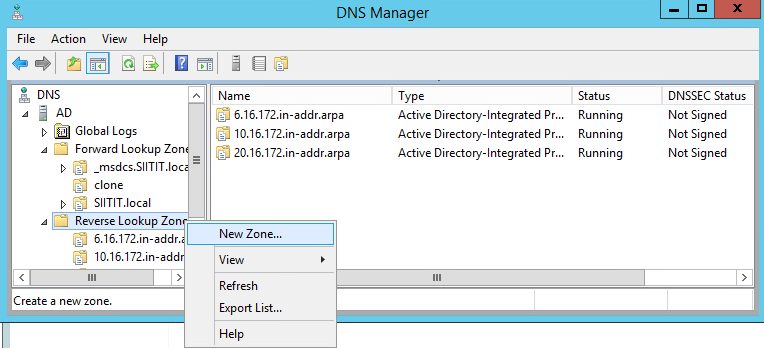 DNS Manager
File Action View Help
DNS
AD
Global Logs
Forward Lookup Zone
_msdcs.SIITIT.loca
clone
SIITIT.local
Reverse Lookup Zone
6.16.172.in-addr.a
10.16.172.in-addr
Name Type Status DNSSEC Status
6.16.172.in-addr.arpa Active Directory-Integrated Pr... Running Not Signed
10.16.172.in-addr.arpa Active Directory-Integrated Pr... Running Not Signed
20.16.172.in-addr.arpa Active Directory-Integrated Pr... Running Not Signed
New Zone...
View
Refresh
Export List...
Help
Create a new zone.